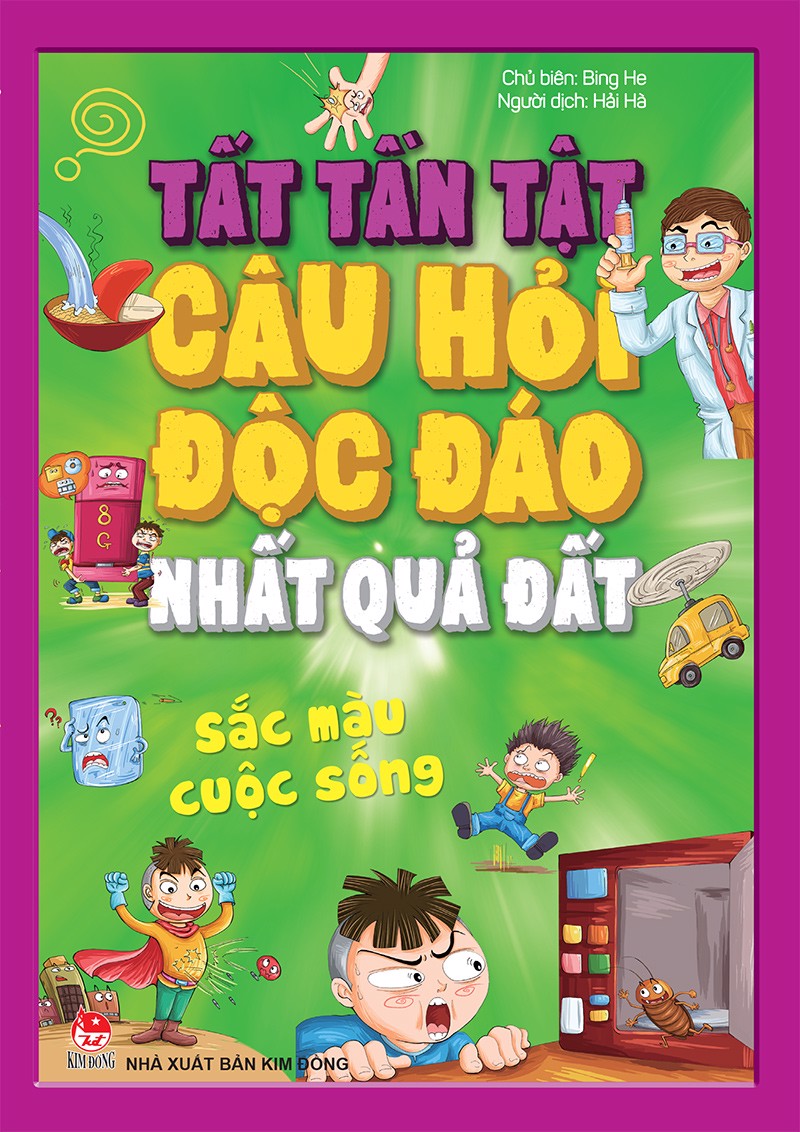 Chủ biên: Bing He
Người dịch: Hải Hà
TẤT TẦN TẬT
CÂU HỎI
ĐỘC ĐÁO
NHẤT QUẢ ĐẤT
8
G
??
sắc màu
cuộc sống
KIM ĐỒNG
NHÀ XUẤT BẢN KIM ĐỒNG